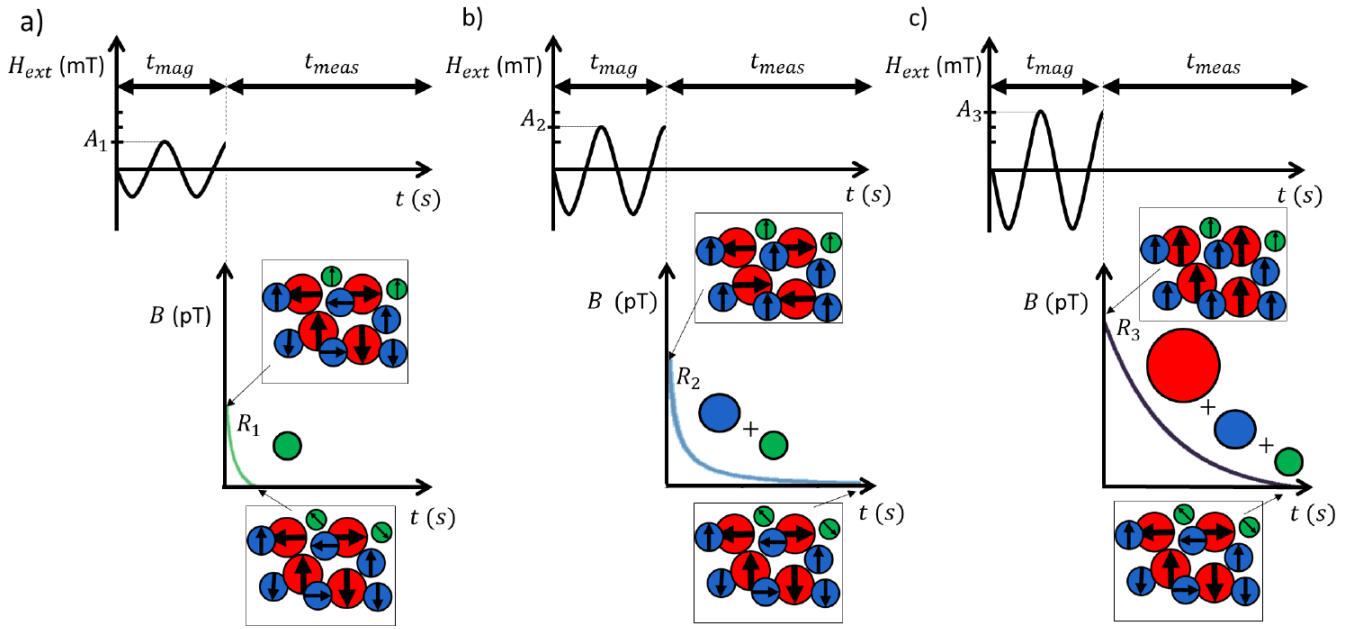 a)
H_ext (mT)
t_mag
t_meas
A_1
t (s)
B (pT)
R_1
t (s)
b)
H_ext (mT)
t_mag
t_meas
A_2
t (s)
B (pT)
R_2
+
t (s)
c)
H_ext (mT)
t_mag
t_meas
A_3
t (s)
B (pT)
R_3
+
+
t (s)